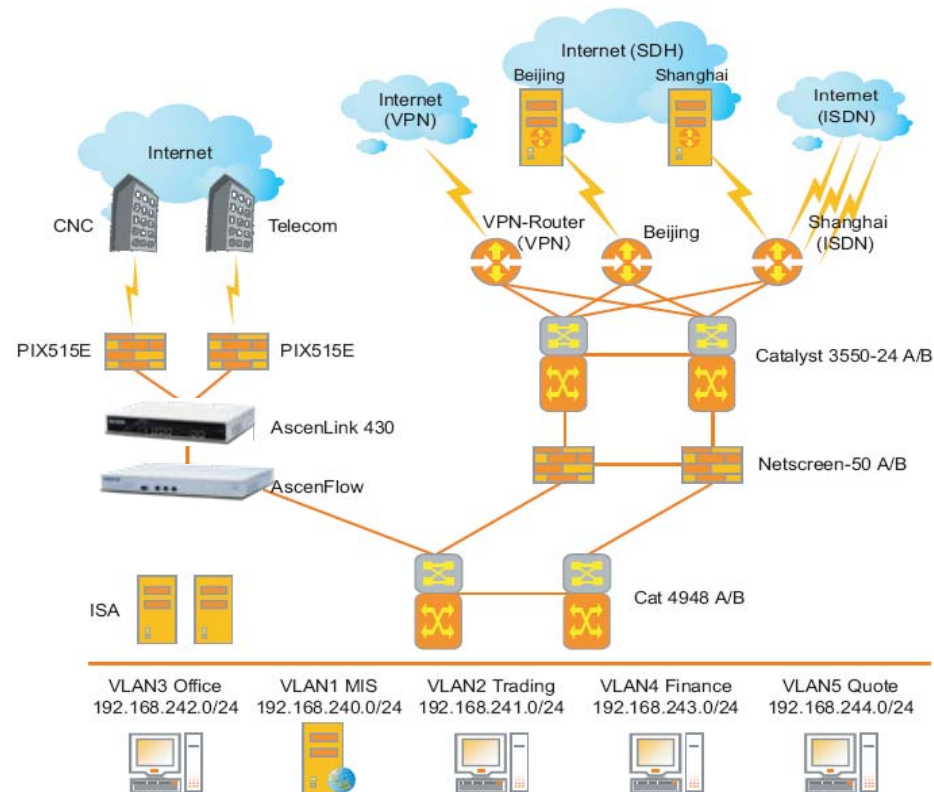 Internet (SDH)
Beijing
Shanghai
Internet
(VPN)
Internet
(ISDN)
Internet
CNC
Telecom
VPN-Router
(VPN)
Beijing
Shanghai
(ISDN)
PIX515E
PIX515E
Catalyst 3550-24 A/B
AscenLink 430
Netscreen-50 A/B
AscenFlow
ISA
Cat 4948 A/B
VLAN3 Office
192.168.242.0/24
VLAN1 MIS
192.168.240.0/24
VLAN2 Trading
192.168.241.0/24
VLAN4 Finance
192.168.243.0/24
VLAN5 Quote
192.168.244.0/24